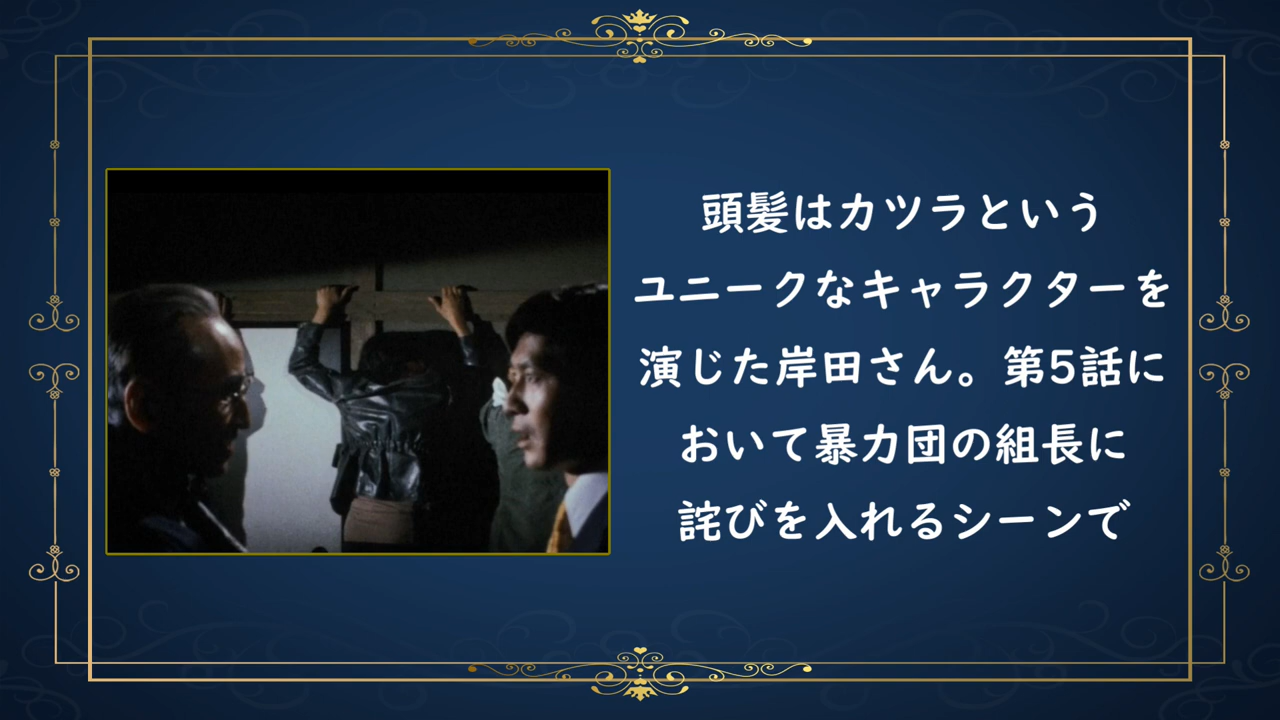 頭髪はカツラという
ユニークなキャラクターを
演じた岸田さん。第5話に
おいて暴力団の組長に
詫びを入れるシーンで